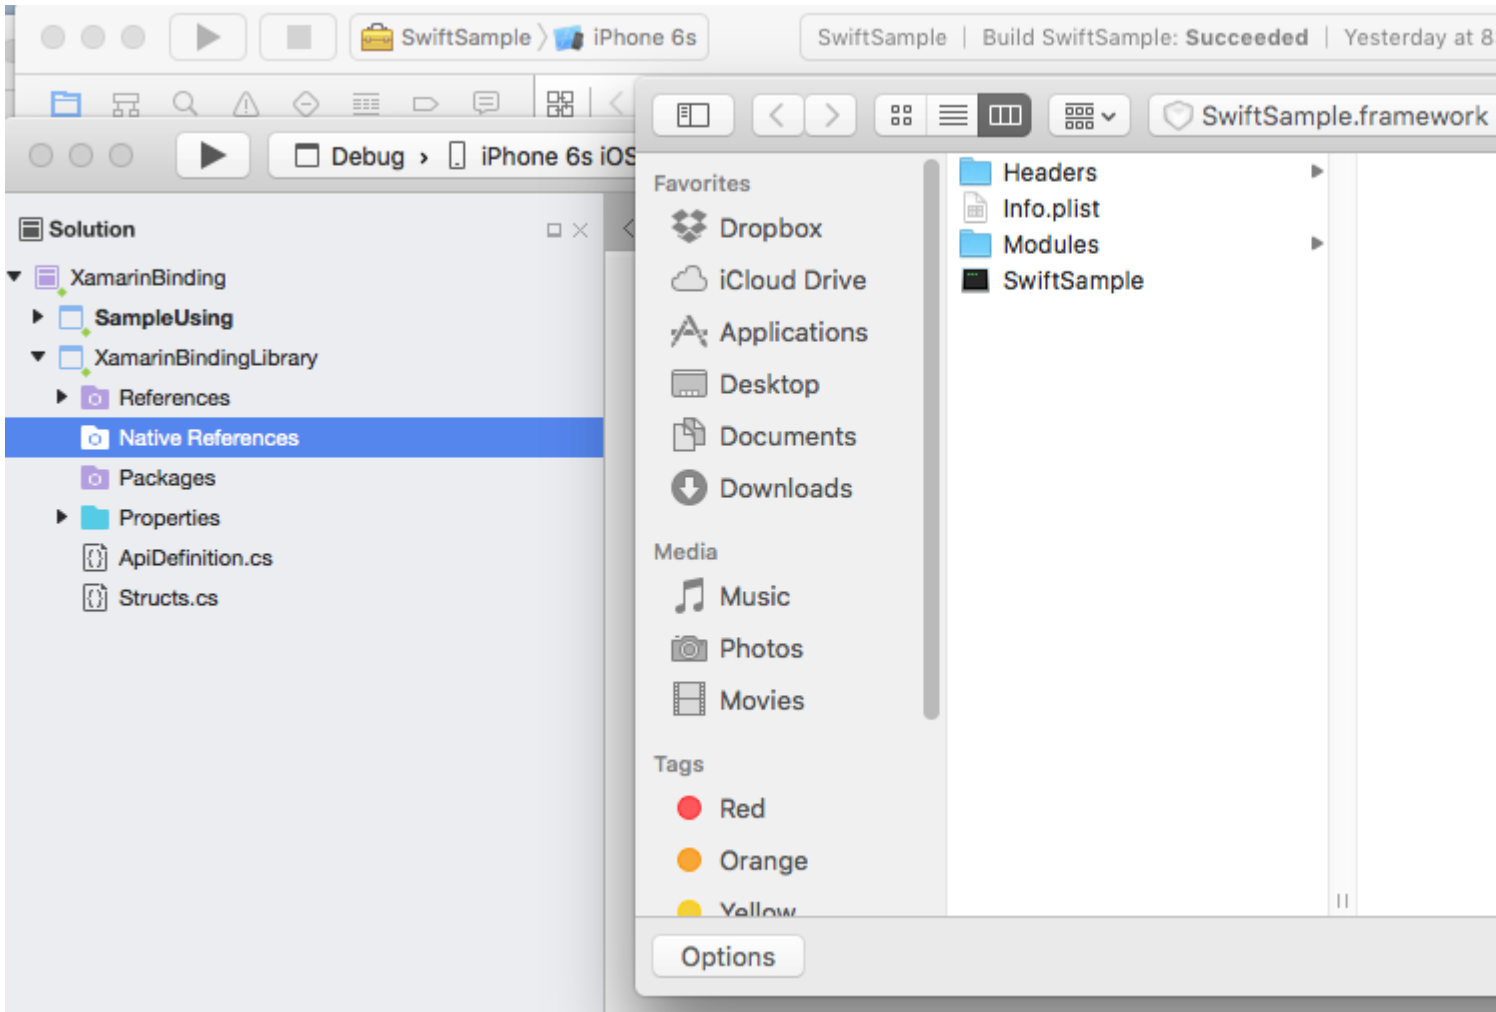 SwiftSample
iPhone 6s
SwiftSample | Build SwiftSample: Succeeded | Yesterday at 8
Debug
iPhone 6s iOS
SwiftSample.framework
Solution
XamarinBinding
SampleUsing
XamarinBindingLibrary
References
Native References
Packages
Properties
ApiDefinition.cs
Structs.cs
Favorites
Dropbox
iCloud Drive
Applications
Desktop
Documents
Downloads
Media
Music
Photos
Movies
Tags
Red
Orange
Yellow
Headers
Info.plist
Modules
SwiftSample
Options